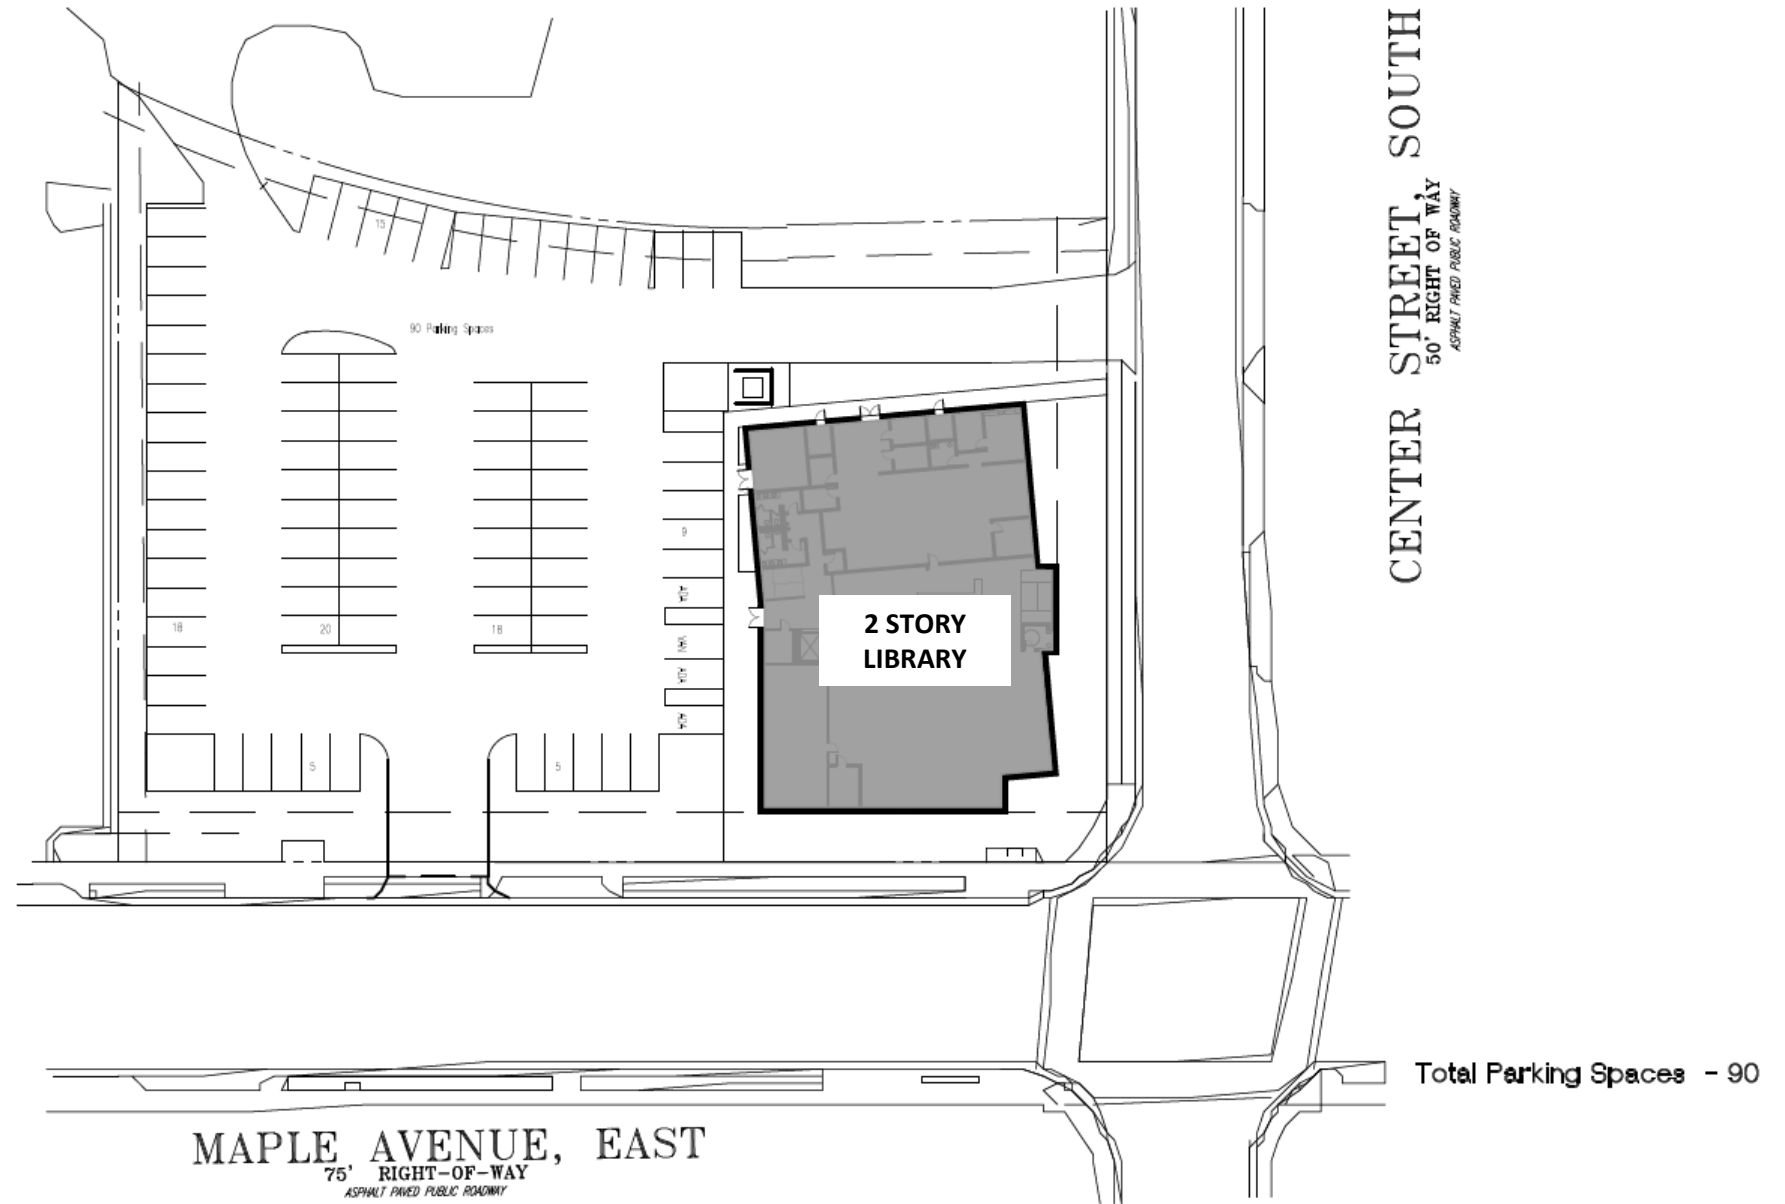 CENTER STREET, SOUTH
50' RIGHT OF WAY
ASPHALT PAVED PUBLIC ROADWAY
15
90 Parking Spaces
9
ADA
VAN
ADA
ADA
18
20
18
5
5
2 STORY
LIBRARY
Total Parking Spaces - 90
MAPLE AVENUE, EAST
75' RIGHT-OF-WAY
ASPHALT PAVED PUBLIC ROADWAY